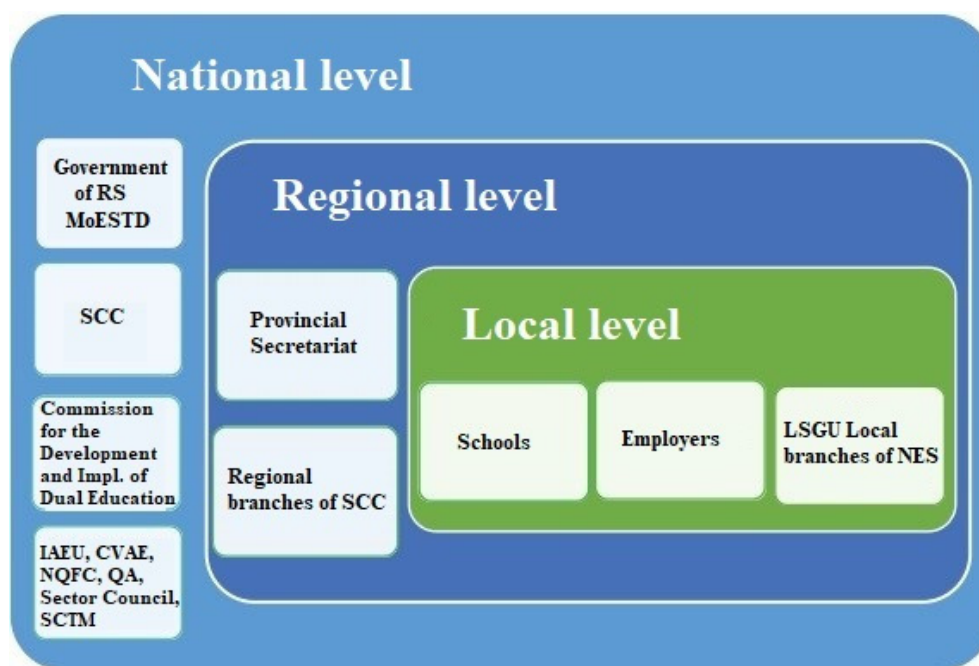 National level
Government
of RS
MoESTD
SCC
Commission
for the
Development
and Impl. of
Dual Education
IAEU, CVAE,
NQFC, QA,
Sector Council,
SCTM
Regional level
Provincial
Secretariat
Regional
branches of SCC
Local level
Schools
Employers
LSGU Local
branches of NES